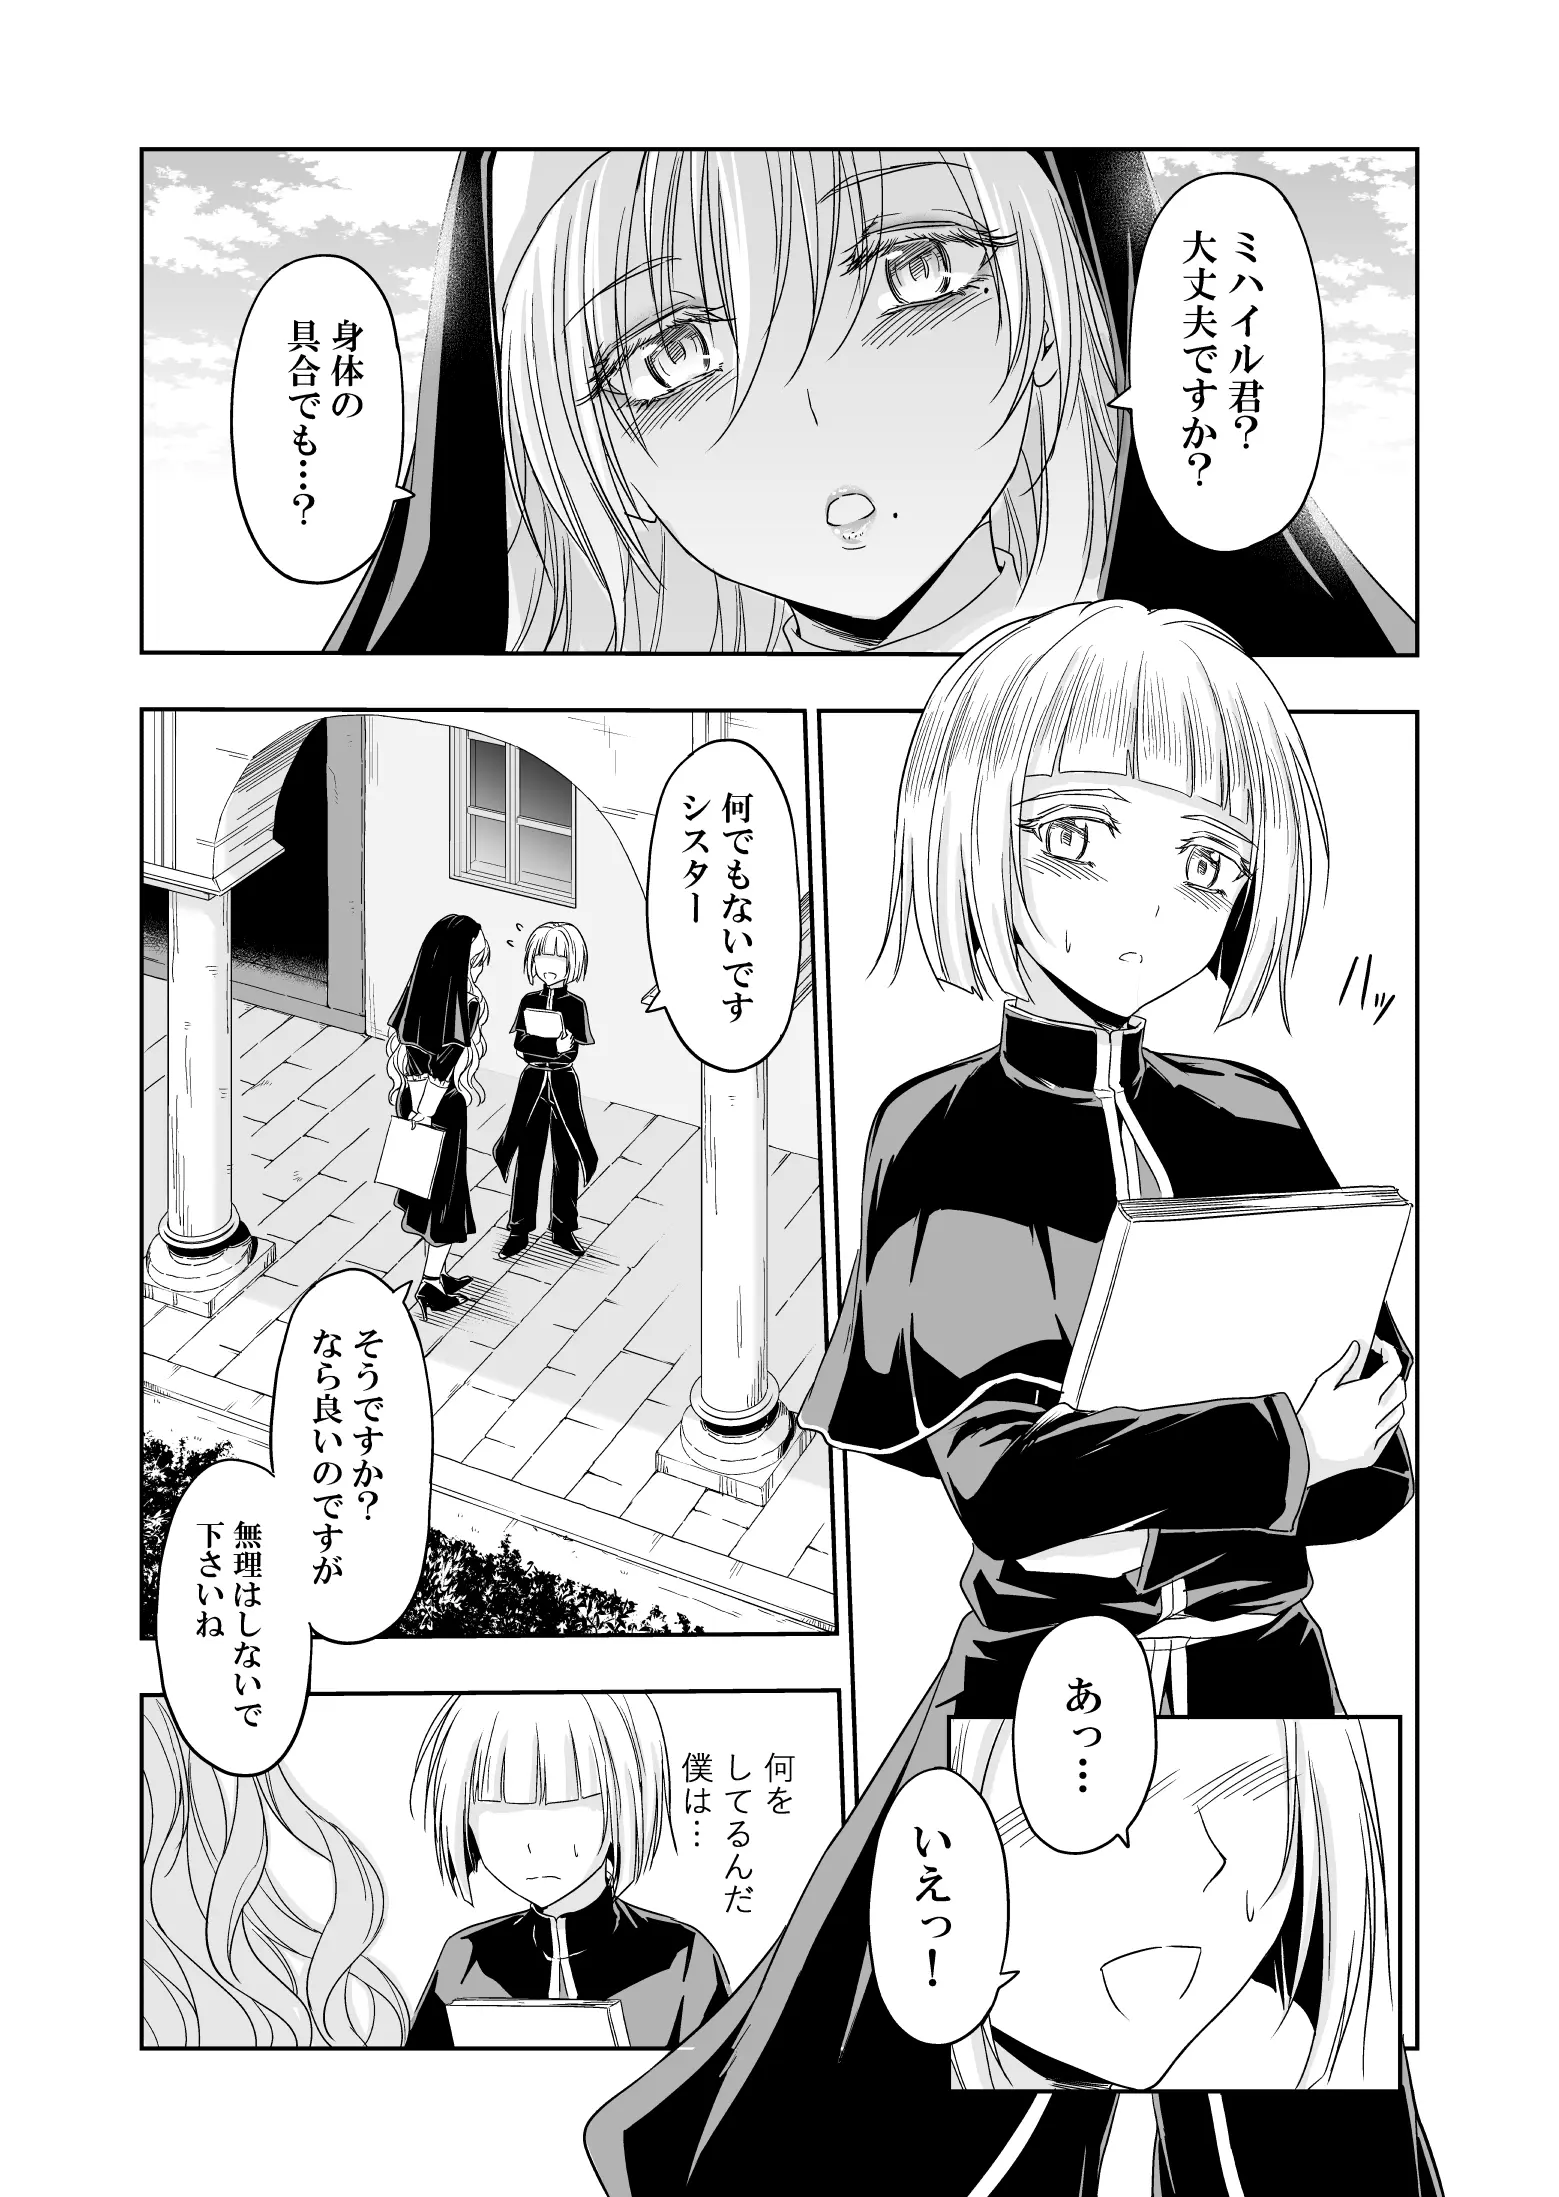 ミハイル君?
大丈夫ですか?
身体の
具合でも…?
ハッ
あっ…
いえっ!
何でもないです
シスター
そうですか?
なら良いのですが
無理はしないで
下さいね
何を
してるんだ
僕は…